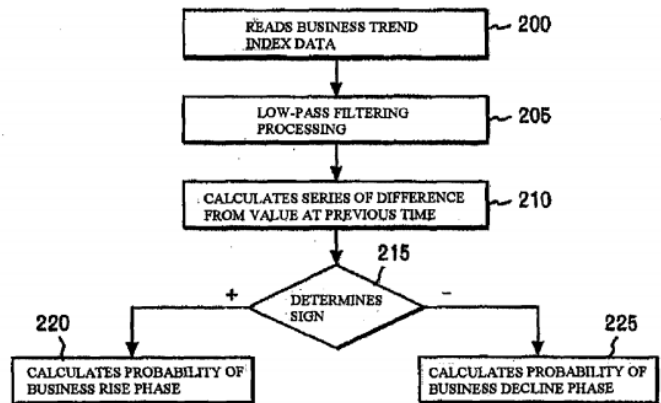 READS BUSINESS TREND
INDEX DATA
200
LOW-PASS FILTERING
PROCESSING
205
CALCULATES SERIES OF DIFFERENCE
FROM VALUE AT PREVIOUS TIME
210
215
+
DETERMINES
SIGN
–
220
225
CALCULATES PROBABILITY OF
BUSINESS RISE PHASE
CALCULATES PROBABILITY OF
BUSINESS DECLINE PHASE